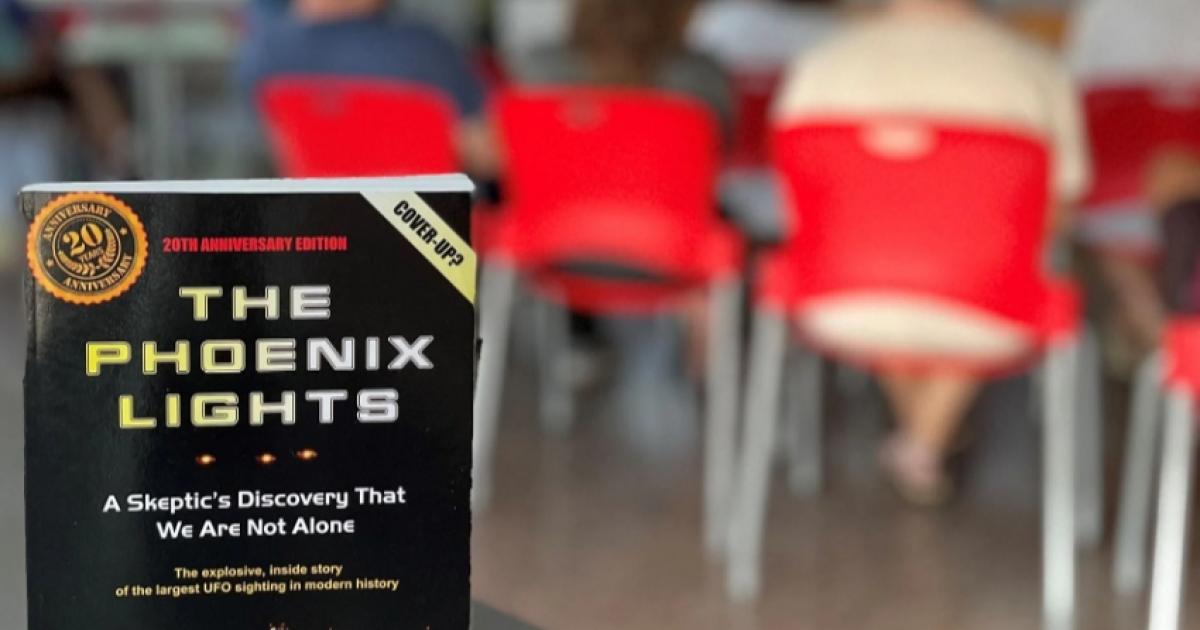 ANNIVERSARY
20
YEARS
ANNIVERSARY
20TH ANNIVERSARY EDITION
COVER-UP?
THE
PHOENIX
LIGHTS
A Skeptic's Discovery That
We Are Not Alone
The explosive, inside story
of the largest UFO sighting in modern history